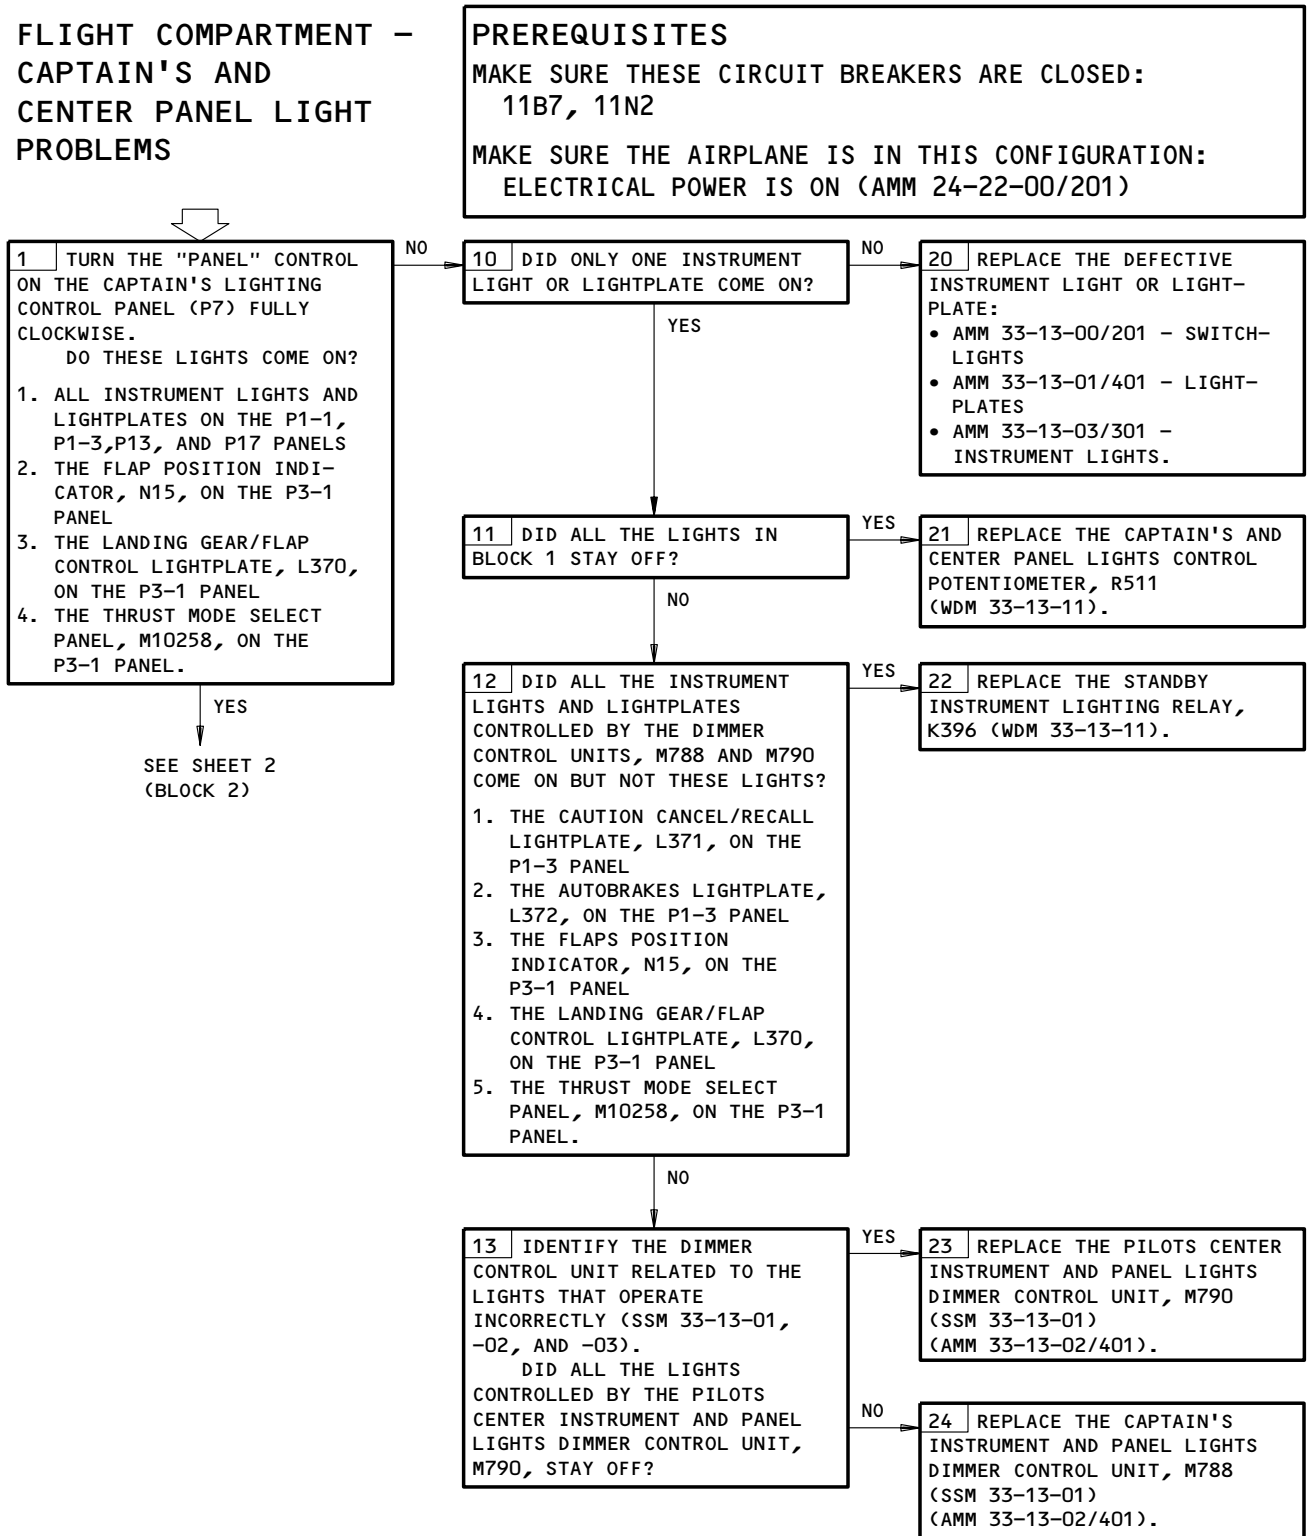 FLIGHT COMPARTMENT –
CAPTAIN'S AND
CENTER PANEL LIGHT
PROBLEMS
PREREQUISITES
MAKE SURE THESE CIRCUIT BREAKERS ARE CLOSED:
11B7, 11N2
MAKE SURE THE AIRPLANE IS IN THIS CONFIGURATION:
ELECTRICAL POWER IS ON (AMM 24–22–00/201)
1 TURN THE "PANEL" CONTROL
ON THE CAPTAIN'S LIGHTING
CONTROL PANEL (P7) FULLY
CLOCKWISE.
DO THESE LIGHTS COME ON?
1. ALL INSTRUMENT LIGHTS AND
LIGHTPLATES ON THE P1–1,
P1–3,P13, AND P17 PANELS
2. THE FLAP POSITION INDI–
CATOR, N15, ON THE P3–1
PANEL
3. THE LANDING GEAR/FLAP
CONTROL LIGHTPLATE, L370,
ON THE P3–1 PANEL
4. THE THRUST MODE SELECT
PANEL, M10258, ON THE
P3–1 PANEL.
NO
YES
SEE SHEET 2
(BLOCK 2)
10 DID ONLY ONE INSTRUMENT
LIGHT OR LIGHTPLATE COME ON?
NO
YES
20 REPLACE THE DEFECTIVE
INSTRUMENT LIGHT OR LIGHT–
PLATE:
• AMM 33–13–00/201 – SWITCH–
LIGHTS
• AMM 33–13–01/401 – LIGHT–
PLATES
• AMM 33–13–03/301 –
INSTRUMENT LIGHTS.
11 DID ALL THE LIGHTS IN
BLOCK 1 STAY OFF?
YES
NO
21 REPLACE THE CAPTAIN'S AND
CENTER PANEL LIGHTS CONTROL
POTENTIOMETER, R511
(WDM 33–13–11).
12 DID ALL THE INSTRUMENT
LIGHTS AND LIGHTPLATES
CONTROLLED BY THE DIMMER
CONTROL UNITS, M788 AND M790
COME ON BUT NOT THESE LIGHTS?
1. THE CAUTION CANCEL/RECALL
LIGHTPLATE, L371, ON THE
P1–3 PANEL
2. THE AUTOBRAKES LIGHTPLATE,
L372, ON THE P1–3 PANEL
3. THE FLAPS POSITION
INDICATOR, N15, ON THE
P3–1 PANEL
4. THE LANDING GEAR/FLAP
CONTROL LIGHTPLATE, L370,
ON THE P3–1 PANEL
5. THE THRUST MODE SELECT
PANEL, M10258, ON THE P3–1
PANEL.
YES
NO
22 REPLACE THE STANDBY
INSTRUMENT LIGHTING RELAY,
K396 (WDM 33–13–11).
13 IDENTIFY THE DIMMER
CONTROL UNIT RELATED TO THE
LIGHTS THAT OPERATE
INCORRECTLY (SSM 33–13–01,
–02, AND –03).
DID ALL THE LIGHTS
CONTROLLED BY THE PILOTS
CENTER INSTRUMENT AND PANEL
LIGHTS DIMMER CONTROL UNIT,
M790, STAY OFF?
YES
NO
23 REPLACE THE PILOTS CENTER
INSTRUMENT AND PANEL LIGHTS
DIMMER CONTROL UNIT, M790
(SSM 33–13–01)
(AMM 33–13–02/401).
24 REPLACE THE CAPTAIN'S
INSTRUMENT AND PANEL LIGHTS
DIMMER CONTROL UNIT, M788
(SSM 33–13–01)
(AMM 33–13–02/401).